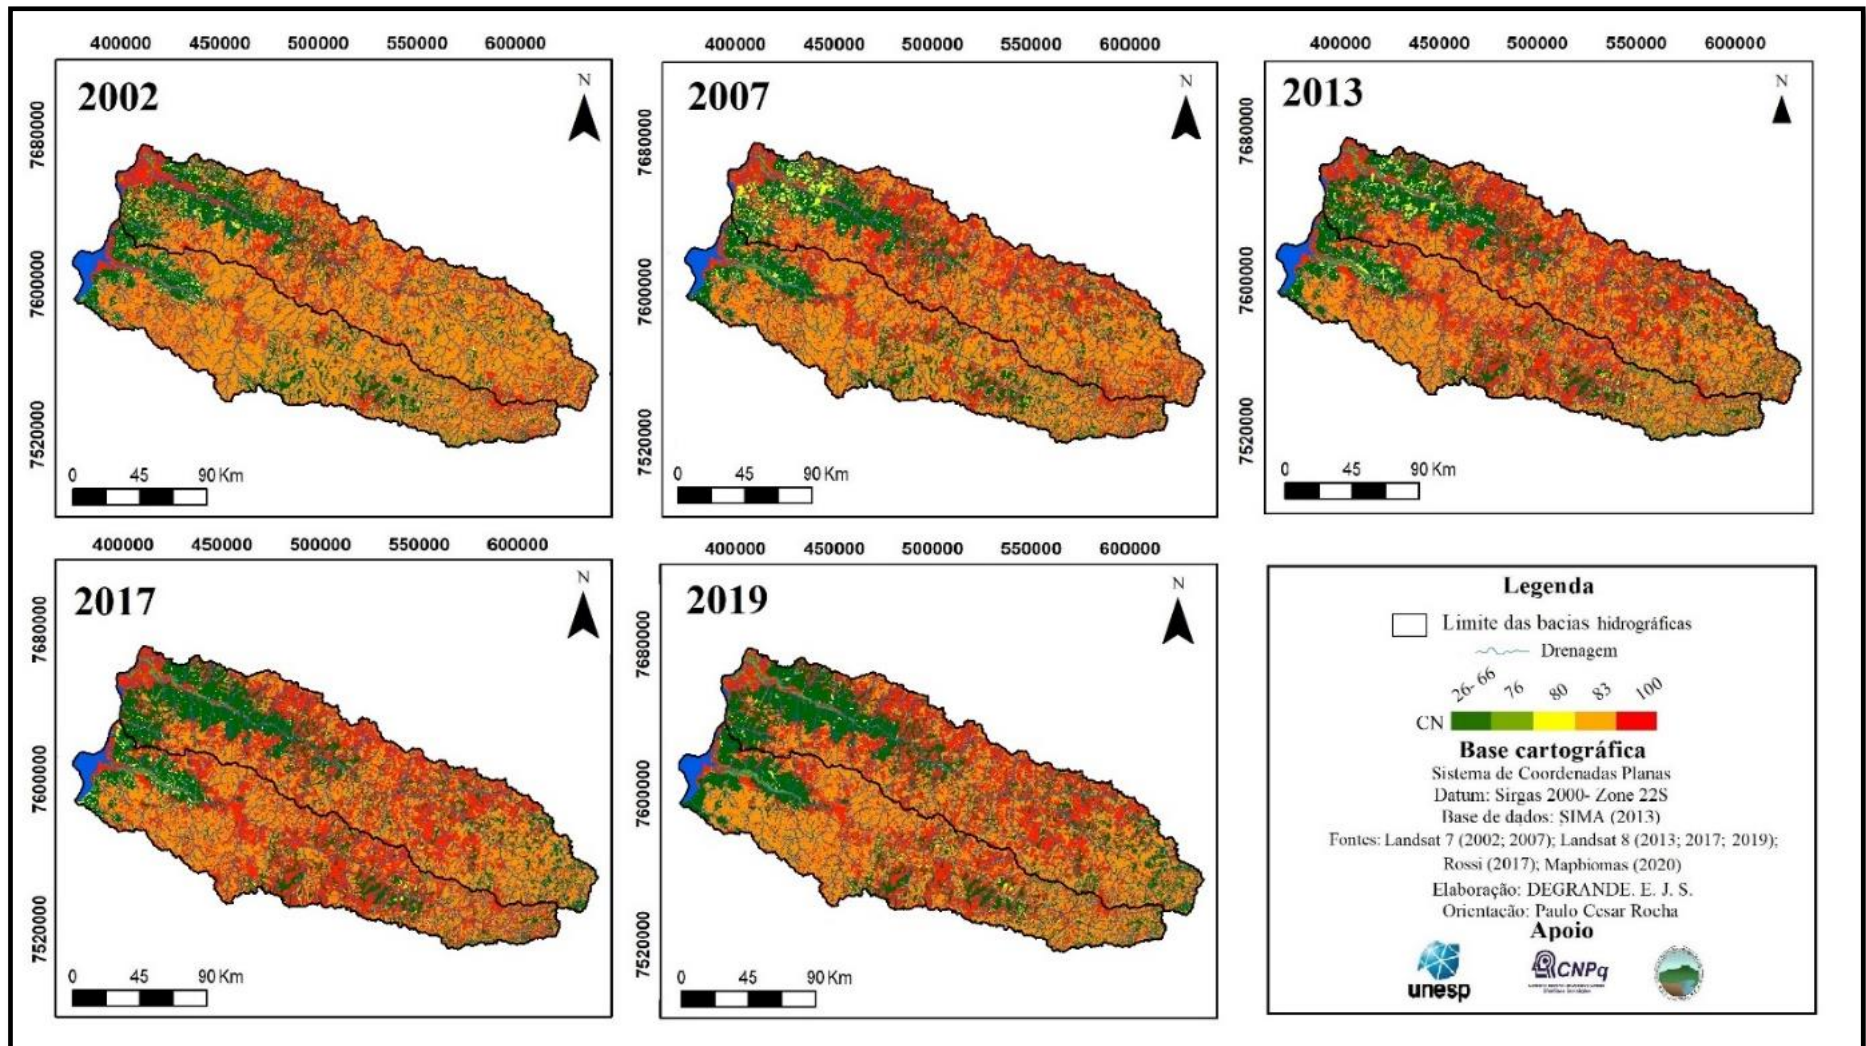 400000 450000 500000 550000 600000
2002
N
7680000
7600000
7520000
0 45 90 Km
400000 450000 500000 550000 600000
2007
N
7680000
7600000
7520000
0 45 90 Km
400000 450000 500000 550000 600000
2013
N
7680000
7600000
7520000
0 45 90 Km
400000 450000 500000 550000 600000
2017
N
7680000
7600000
7520000
0 45 90 Km
400000 450000 500000 550000 600000
2019
N
7680000
7600000
7520000
0 45 90 Km
Legenda
Limite das bacias hidrográficas
Drenagem
26- 66 76 80 83 100
CN
Base cartográfica
Sistema de Coordenadas Planas
Datum: Sirgas 2000- Zone 22S
Base de dados: SIMA (2013)
Fontes: Landsat 7 (2002; 2007); Landsat 8 (2013; 2017; 2019);
Rossi (2017); Mapbiomas (2020)
Elaboração: DEGRANDE. E. J. S.
Orientação: Paulo Cesar Rocha
Apoio
unesp
CNPq